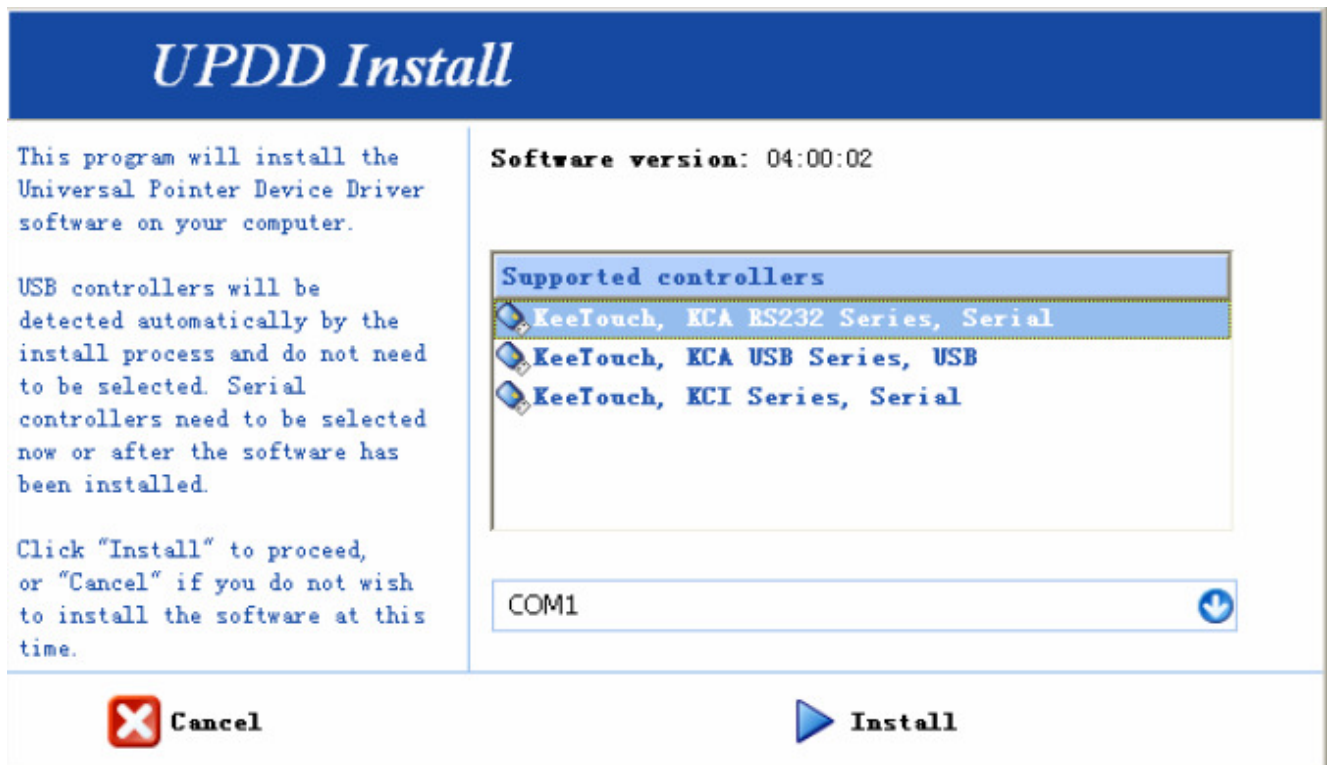 UPDD Install
This program will install the
Universal Pointer Device Driver
software on your computer.
USB controllers will be
detected automatically by the
install process and do not need
to be selected. Serial
controllers need to be selected
now or after the software has
been installed.
Click "Install" to proceed,
or "Cancel" if you do not wish
to install the software at this
time.
Software version: 04:00:02
Supported controllers
KeeTouch, KCA RS232 Series, Serial
KeeTouch, KCA USB Series, USB
KeeTouch, KCI Series, Serial
COM1
Cancel
Install